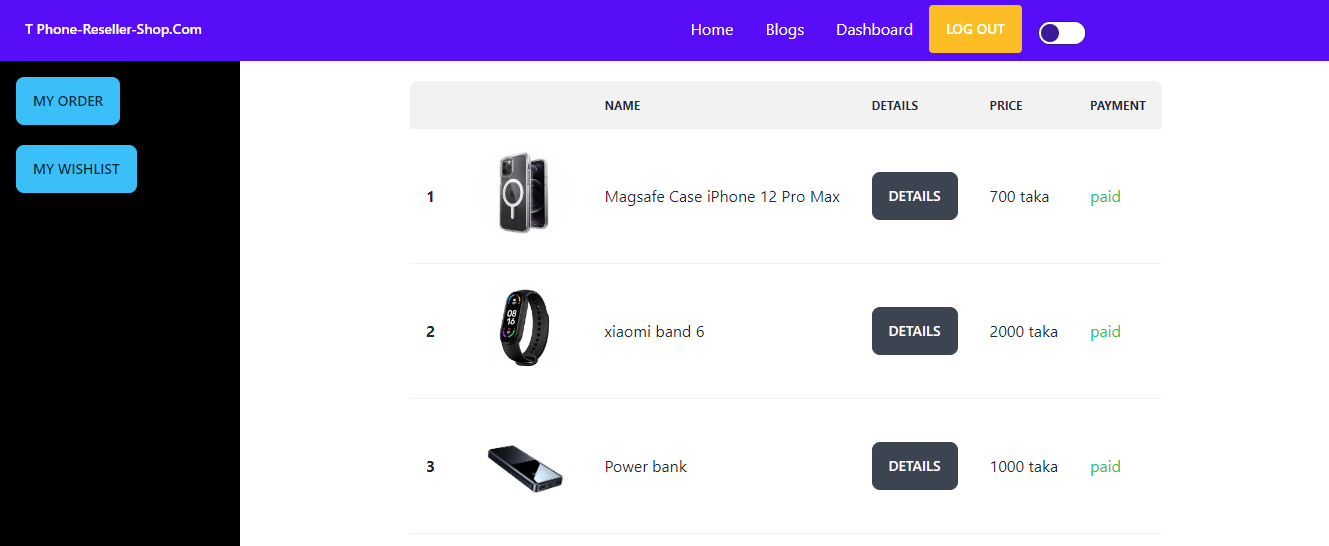 T Phone-Reseller-Shop.Com
Home Blogs Dashboard LOG OUT
MY ORDER
MY WISHLIST
NAME DETAILS PRICE PAYMENT
1 Magsafe Case iPhone 12 Pro Max DETAILS 700 taka paid
08
16
2 xiaomi band 6 DETAILS 2000 taka paid
3 Power bank DETAILS 1000 taka paid